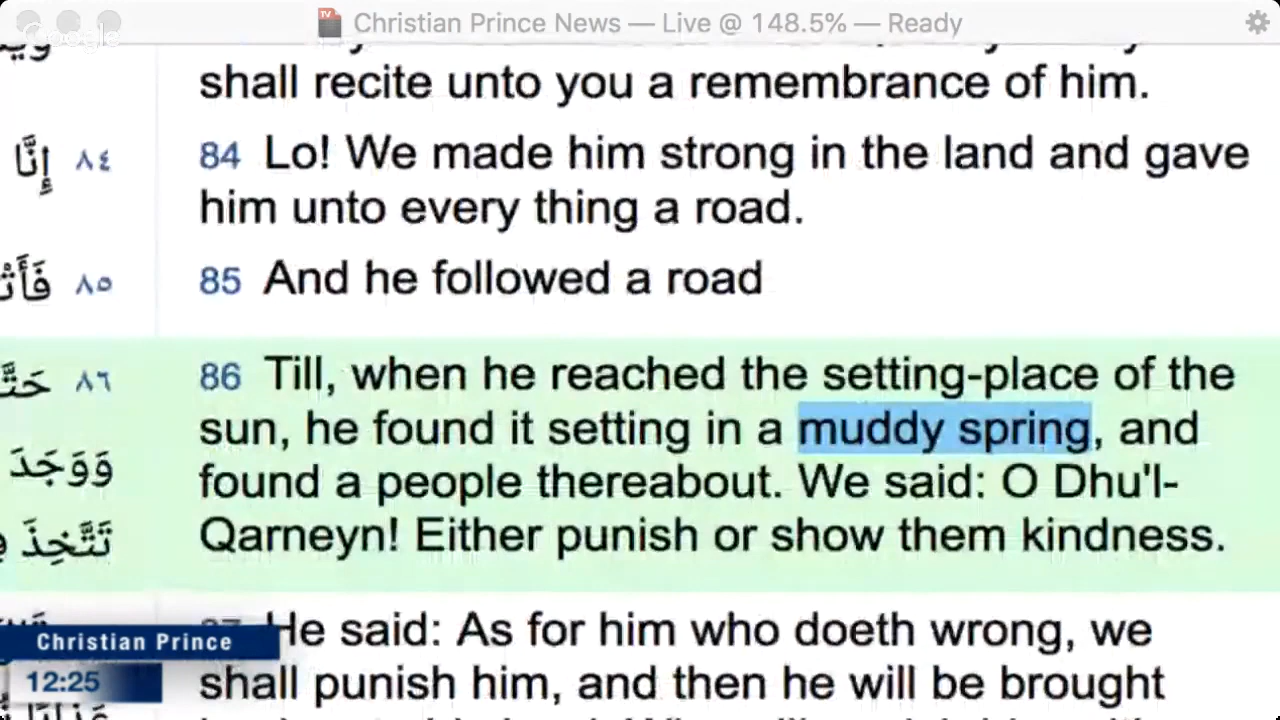 Christian Prince News — Live @ 148.5% — Ready
Google
shall recite unto you a remembrance of him.
إِنَّا ٨٤ 84 Lo! We made him strong in the land and gave
him unto every thing a road.
٨٥ 85 And he followed a road
٨٦ 86 Till, when he reached the setting-place of the
sun, he found it setting in a muddy spring, and
وَوَجَدَ
found a people thereabout. We said: O Dhu'l-
تَتَّخِذَ
Qarneyn! Either punish or show them kindness.
He said: As for him who doeth wrong, we
Christian Prince
shall punish him, and then he will be brought
12:25